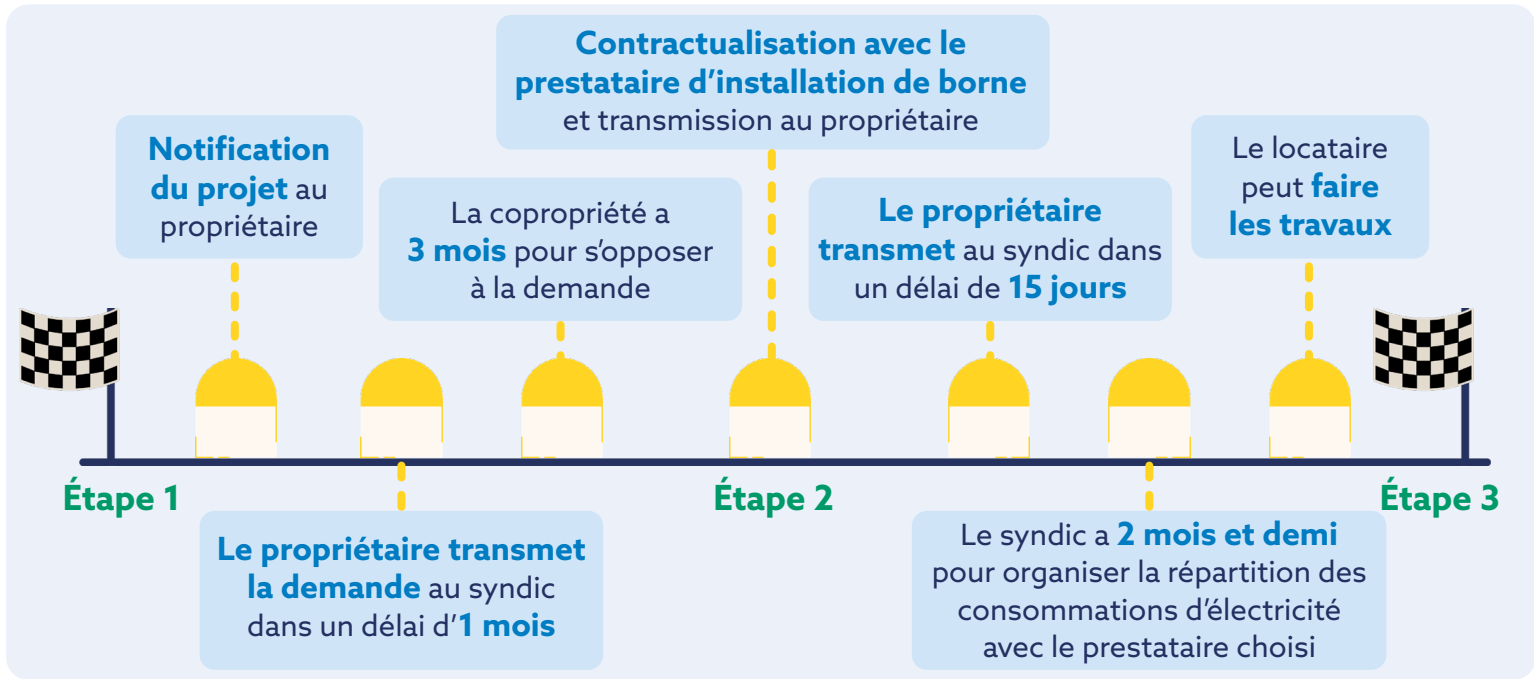 Notification
du projet au
propriétaire
Le propriétaire transmet
la demande au syndic
dans un délai d’1 mois
La copropriété a
3 mois pour s’opposer
à la demande
Contractualisation avec le
prestataire d’installation de borne
et transmission au propriétaire
Le propriétaire
transmet au syndic dans
un délai de 15 jours
Le syndic a 2 mois et demi
pour organiser la répartition des
consommations d’électricité
avec le prestataire choisi
Le locataire
peut faire
les travaux
Étape 1
Étape 2
Étape 3